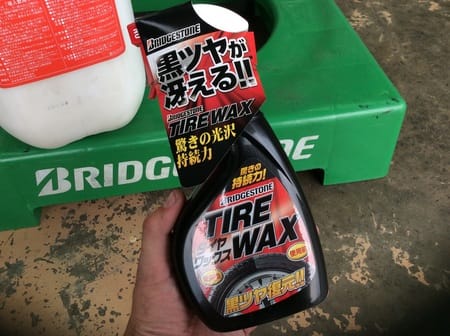 BRIDGESTONE
黒ツヤが
冴える!!
BRIDGESTONE
TIRE WAX
驚きの光沢
持続力
BRIDGESTONE
驚きの
持続力!
BRIDGESTONE
TIRE
タイヤ
WAX
ワックス
黒ツヤ復元!!